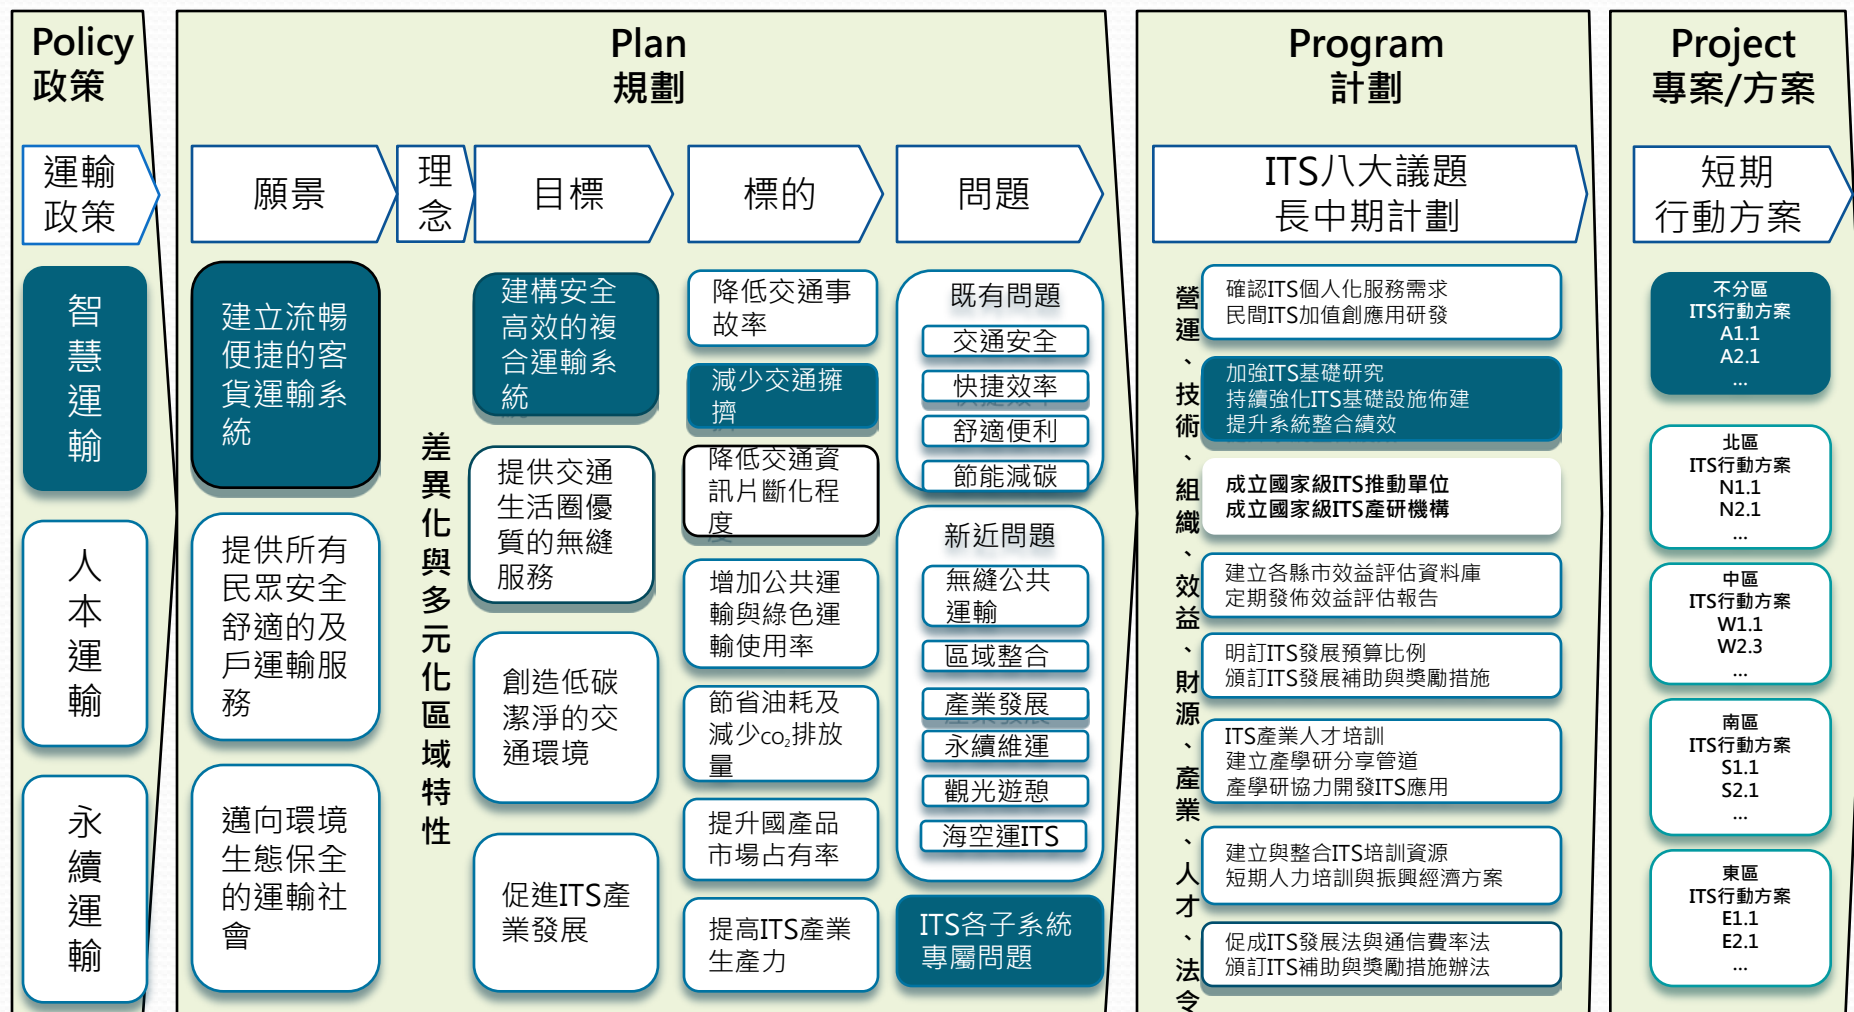 Policy
政策
Plan
規劃
Program
計劃
Project
專案/方案
運輸
政策
願景
理
念
目標
標的
問題
ITS八大議題
長中期計劃
短期
行動方案
智
慧
運
輸
人
本
運
輸
永
續
運
輸
建立流暢
便捷的客
貨運輸系
統
提供所有
民眾安全
舒適的及
戶運輸服
務
邁向環境
生態保全
的運輸社
會
差異化與多元化區域特性
建構安全
高效的複
合運輸系
統
提供交通
生活圈優
質的無縫
服務
創造低碳
潔淨的交
通環境
促進ITS產
業發展
降低交通事
故率
減少交通擁
擠
降低交通資
訊片斷化程
度
增加公共運
輸與綠色運
輸使用率
節省油耗及
減少co₂排放
量
提升國產品
市場占有率
提高ITS產業
生產力
既有問題
交通安全
快捷效率
舒適便利
節能減碳
新近問題
無縫公共
運輸
區域整合
產業發展
永續維運
觀光遊憩
海空運ITS
ITS各子系統
專屬問題
營運、技術、組織、效益、財源、產業、人才、法令
確認ITS個人化服務需求
民間ITS加值創應用研發
加強ITS基礎研究
持續強化ITS基礎設施佈建
提升系統整合績效
成立國家級ITS推動單位
成立國家級ITS產研機構
建立各縣市效益評估資料庫
定期發佈效益評估報告
明訂ITS發展預算比例
頒訂ITS發展補助與獎勵措施
ITS產業人才培訓
建立產學研分享管道
產學研協力開發ITS應用
建立與整合ITS培訓資源
短期人力培訓與振興經濟方案
促成ITS發展法與通信費率法
頒訂ITS補助與獎勵措施辦法
不分區
ITS行動方案
A1.1
A2.1
...
北區
ITS行動方案
N1.1
N2.1
...
中區
ITS行動方案
W1.1
W2.3
...
南區
ITS行動方案
S1.1
S2.1
...
東區
ITS行動方案
E1.1
E2.1
...